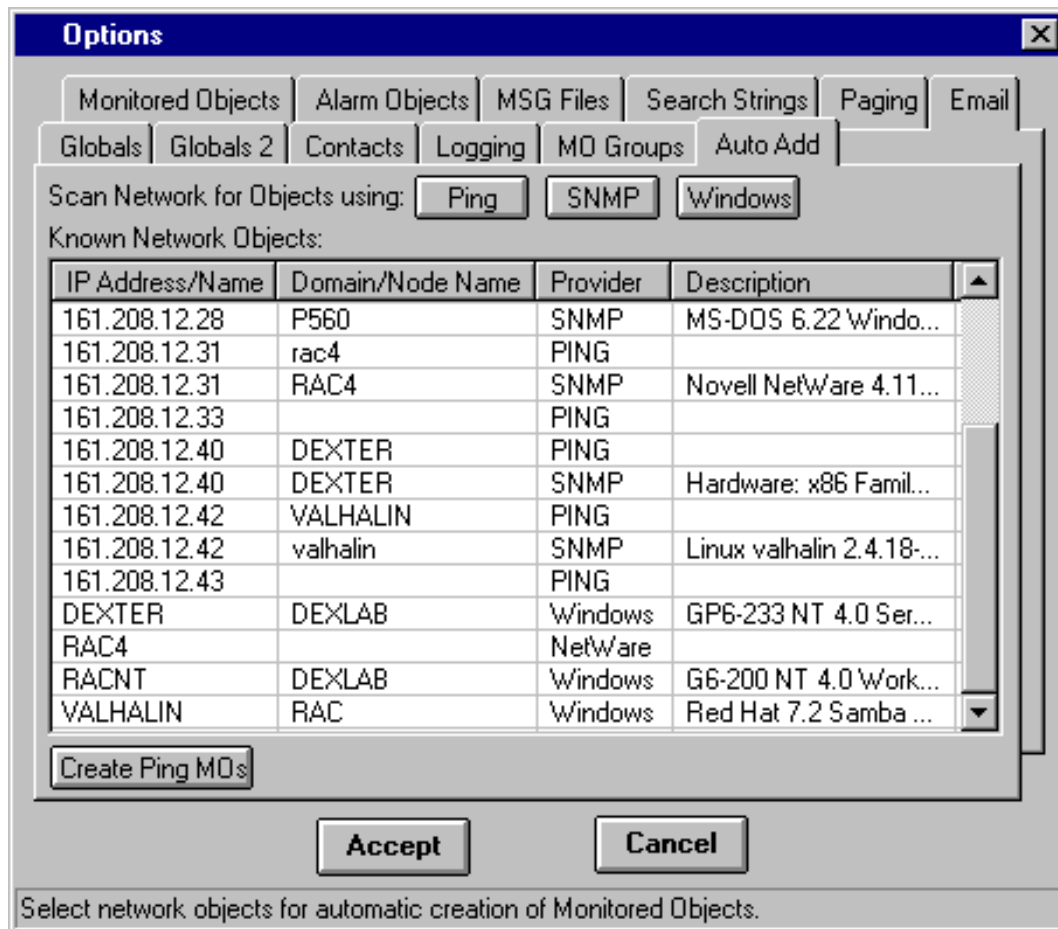 Options
Monitored Objects Alarm Objects MSG Files Search Strings Paging Email
Globals Globals 2 Contacts Logging MO Groups Auto Add
Scan Network for Objects using: Ping SNMP Windows
Known Network Objects:
IP Address/Name Domain/Node Name Provider Description
161.208.12.28 P560 SNMP MS-DOS 6.22 Windo...
161.208.12.31 rac4 PING
161.208.12.31 RAC4 SNMP Novell NetWare 4.11...
161.208.12.33 PING
161.208.12.40 DEXTER PING
161.208.12.40 DEXTER SNMP Hardware: x86 Famil...
161.208.12.42 VALHALIN PING
161.208.12.42 valhalin SNMP Linux valhalin 2.4.18-...
161.208.12.43 PING
DEXTER DEXLAB Windows GP6-233 NT 4.0 Ser...
RAC4 NetWare
RACNT DEXLAB Windows G6-200 NT 4.0 Work...
VALHALIN RAC Windows Red Hat 7.2 Samba ...
Create Ping MOs
Accept Cancel
Select network objects for automatic creation of Monitored Objects.